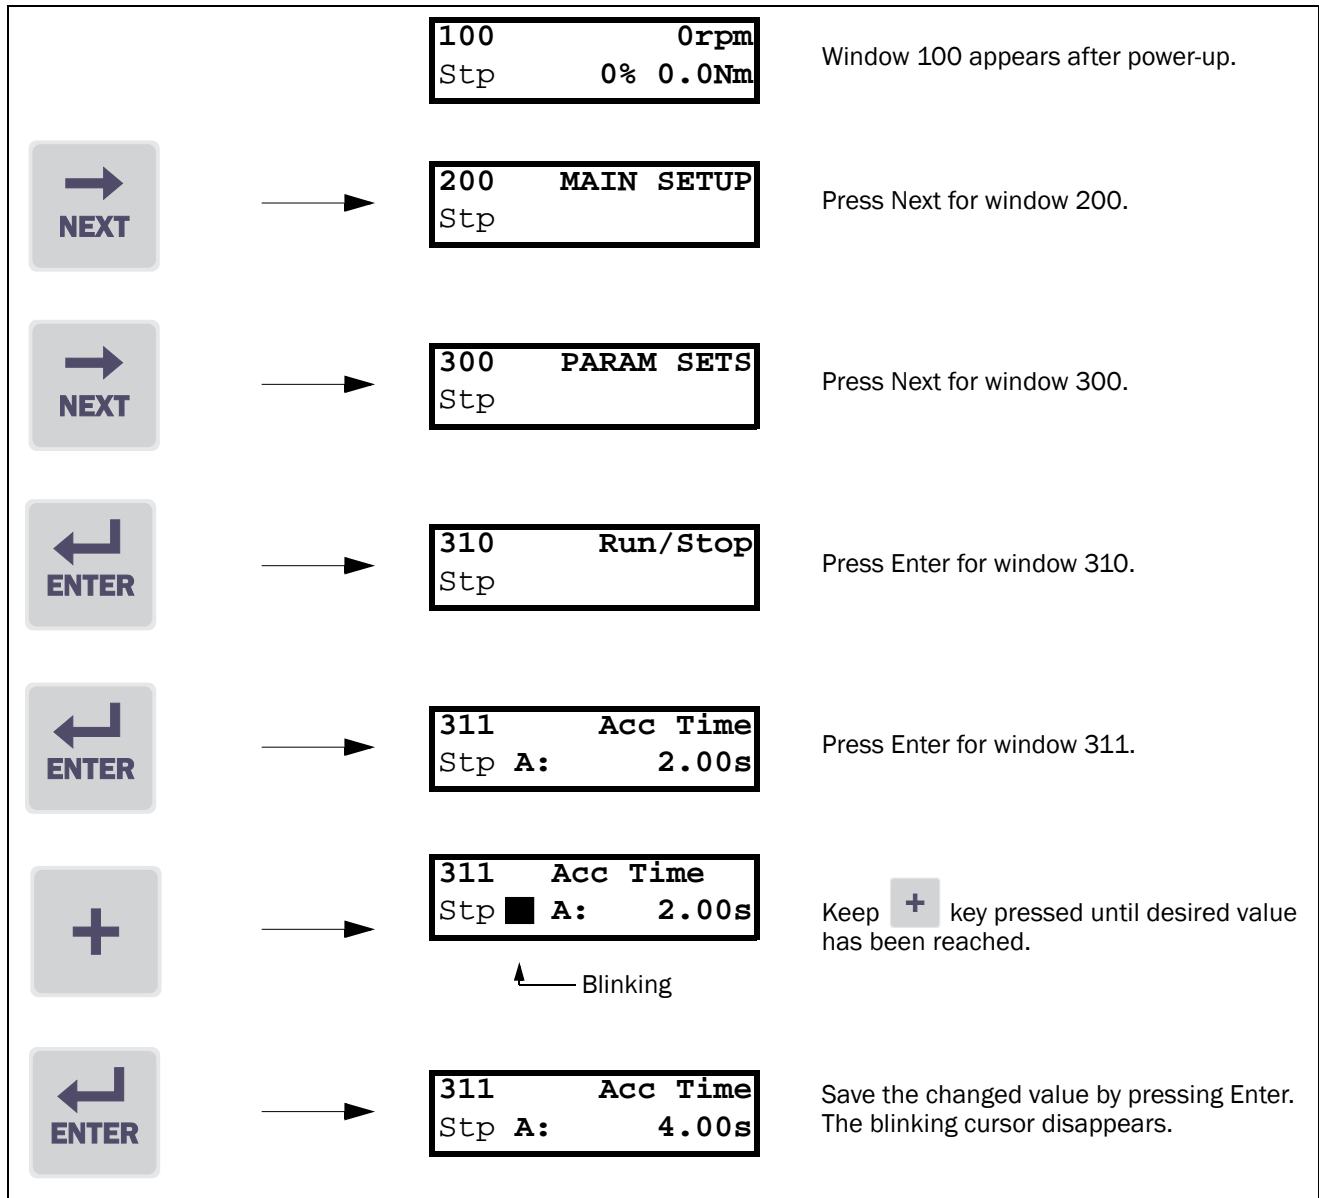 100 0rpm
Stp 0% 0.0Nm
Window 100 appears after power-up.
NEXT
200 MAIN SETUP
Stp
Press Next for window 200.
NEXT
300 PARAM SETS
Stp
Press Next for window 300.
ENTER
310 Run/Stop
Stp
Press Enter for window 310.
ENTER
311 Acc Time
Stp A: 2.00s
Press Enter for window 311.
+
311 Acc Time
Stp A: 2.00s
Blinking
Keep + key pressed until desired value
has been reached.
ENTER
311 Acc Time
Stp A: 4.00s
Save the changed value by pressing Enter.
The blinking cursor disappears.